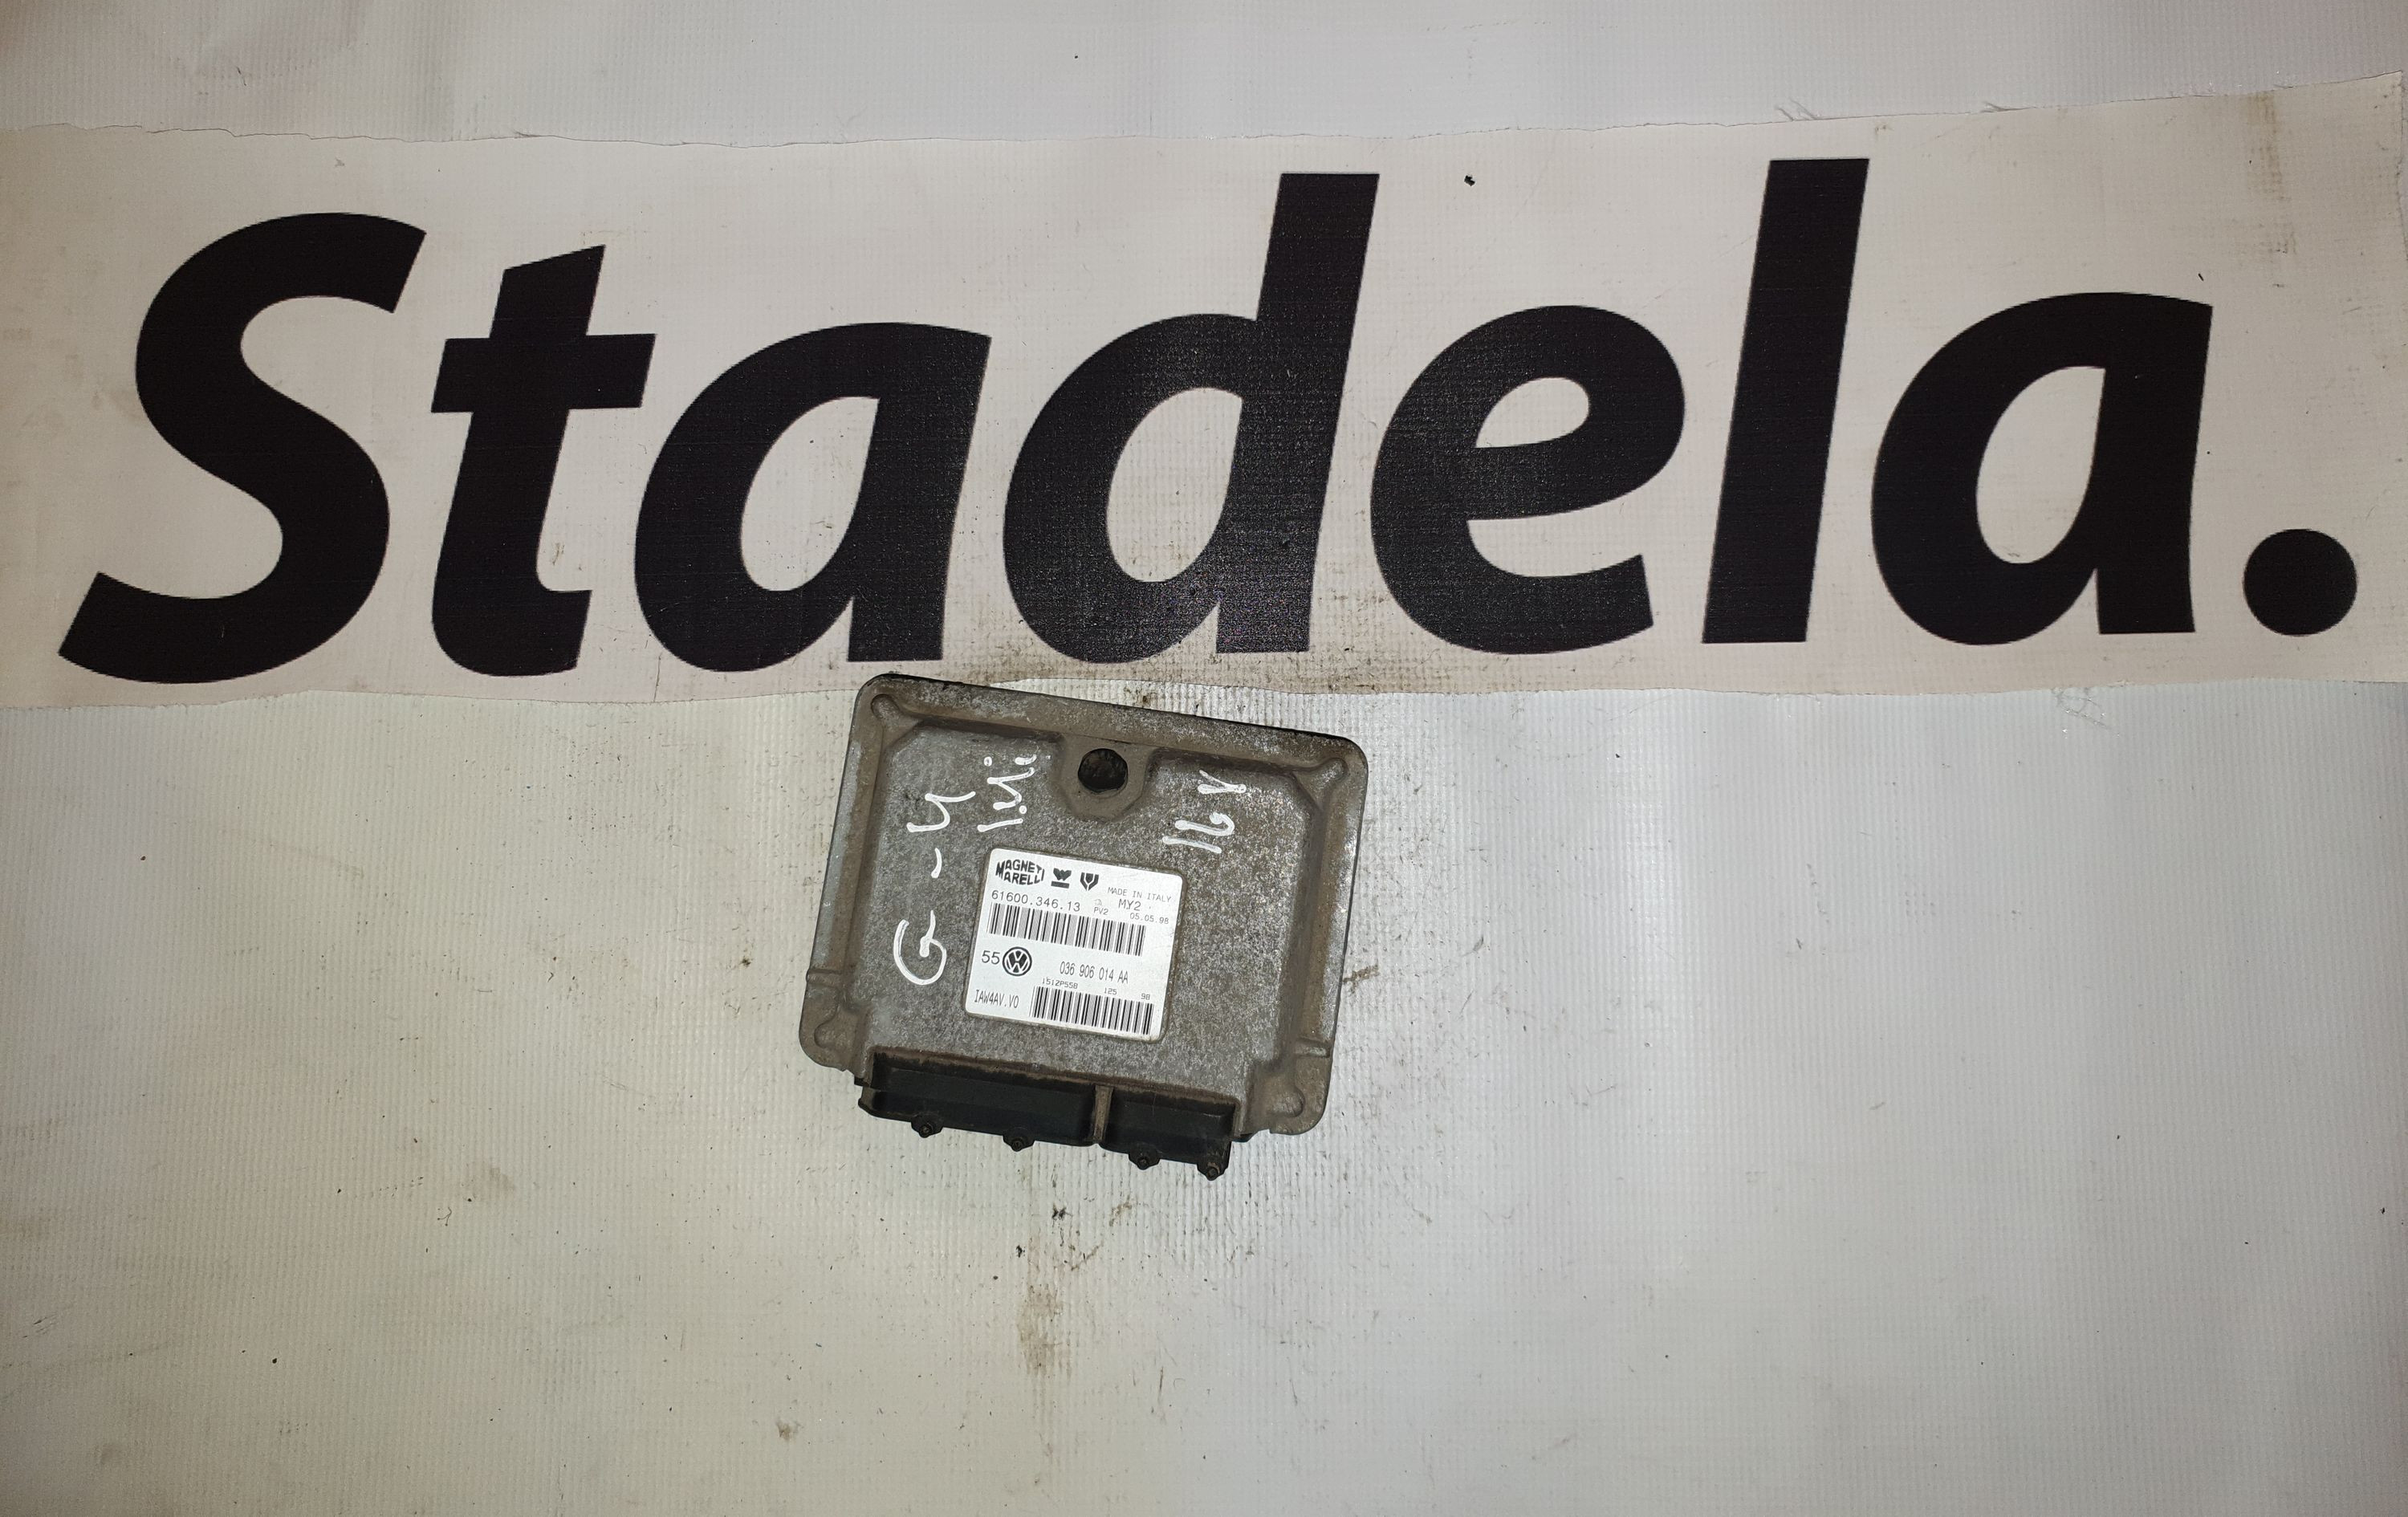 Stadela.
G-4
1.4i
16V
MAGNETI
MARELLI
MADE IN ITALY
61600.346.13 MY2
PV2 05.05.98
55 036 906 014 AA
1512P558 125 98
IAW4AV.V0